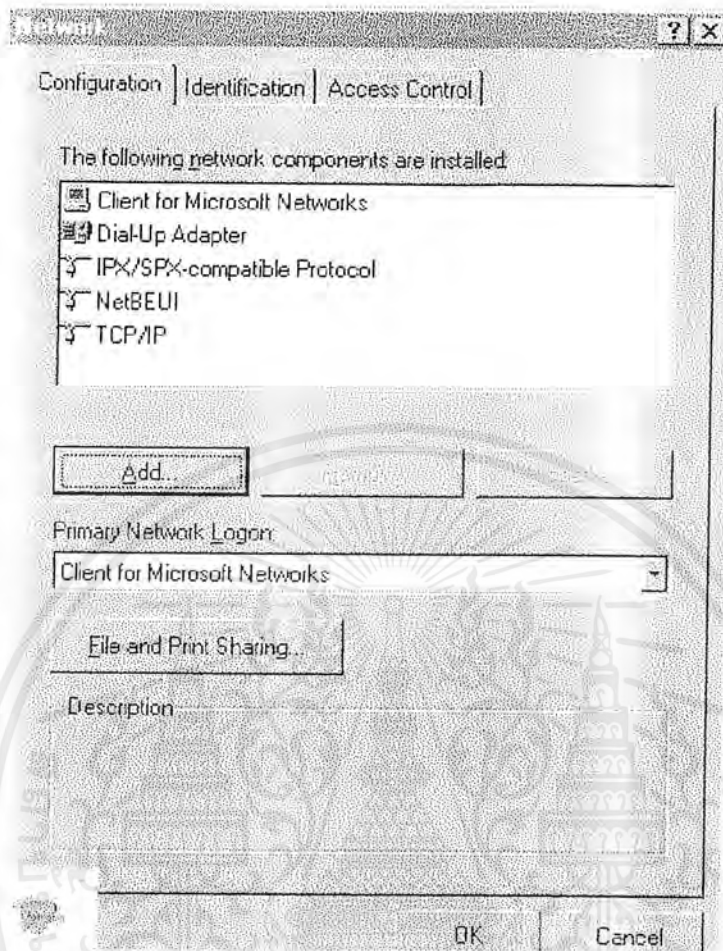 Network
Configuration Identification Access Control
The following network components are installed:
Client for Microsoft Networks
Dial-Up Adapter
IPX/SPX-compatible Protocol
NetBEUI
TCP/IP
Add...
Primary Network Logon:
Client for Microsoft Networks
File and Print Sharing...
Description
OK Cancel